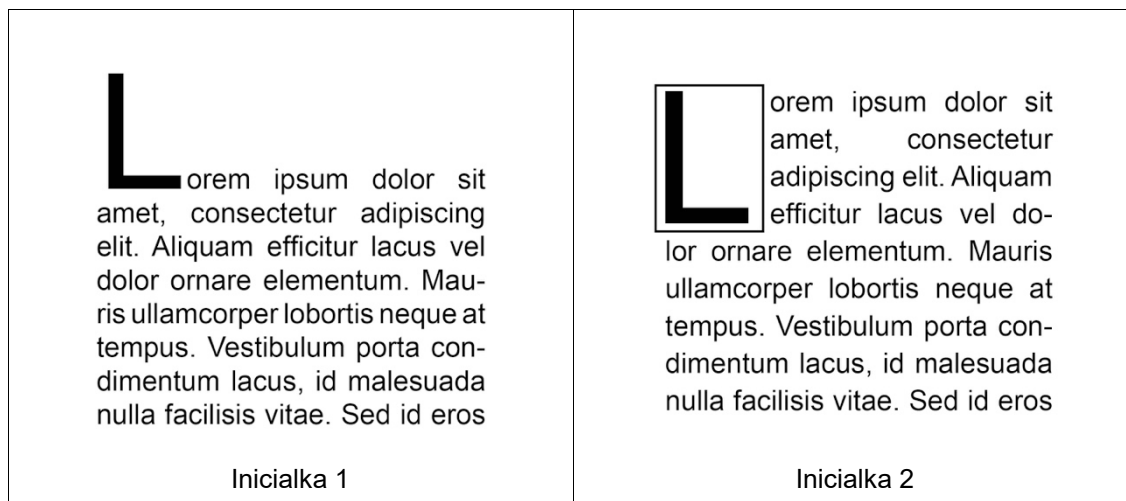 Lorem ipsum dolor sit
amet, consectetur adipiscing
elit. Aliquam efficitur lacus vel
dolor ornare elementum. Mau-
ris ullamcorper lobortis neque at
tempus. Vestibulum porta con-
dimentum lacus, id malesuada
nulla facilisis vitae. Sed id eros
Inicialka 1
Lorem ipsum dolor sit
amet, consectetur
adipiscing elit. Aliquam
efficitur lacus vel do-
lor ornare elementum. Mauris
ullamcorper lobortis neque at
tempus. Vestibulum porta con-
dimentum lacus, id malesuada
nulla facilisis vitae. Sed id eros
Inicialka 2